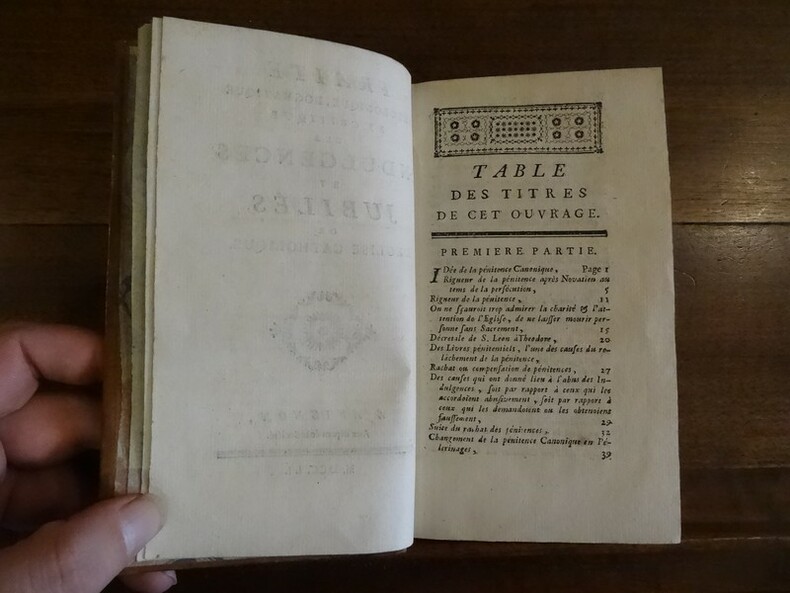 TABLE
DES TITRES
DE CET OUVRAGE.
PREMIERE PARTIE.
IDée de la pénitence Canonique, Page 1
Rigueur de la pénitence après Novatien au
tems de la persécution, 5
Rigueur de la pénitence, 11
On ne sçauroit trop admirer la charité & l'at-
tention de l'Eglise, de ne laisser mourir per-
sonne sans Sacrement, 15
Décretale de S. Leon à Theodore, 20
Des Livres pénitentiels, l'une des causes du re-
lâchement de la pénitence,
Rachat ou compensation de pénitences, 27
Des causes qui ont donné lieu à l'abus des In-
dulgences, soit par rapport à ceux qui les
accordoient abusivement, soit par rapport à
ceux qui les demandoient ou les obtenoient
faussement, 29
Suite du rachat des pénitences, 32
Changement de la pénitence Canonique en Pé-
lerinages, 39